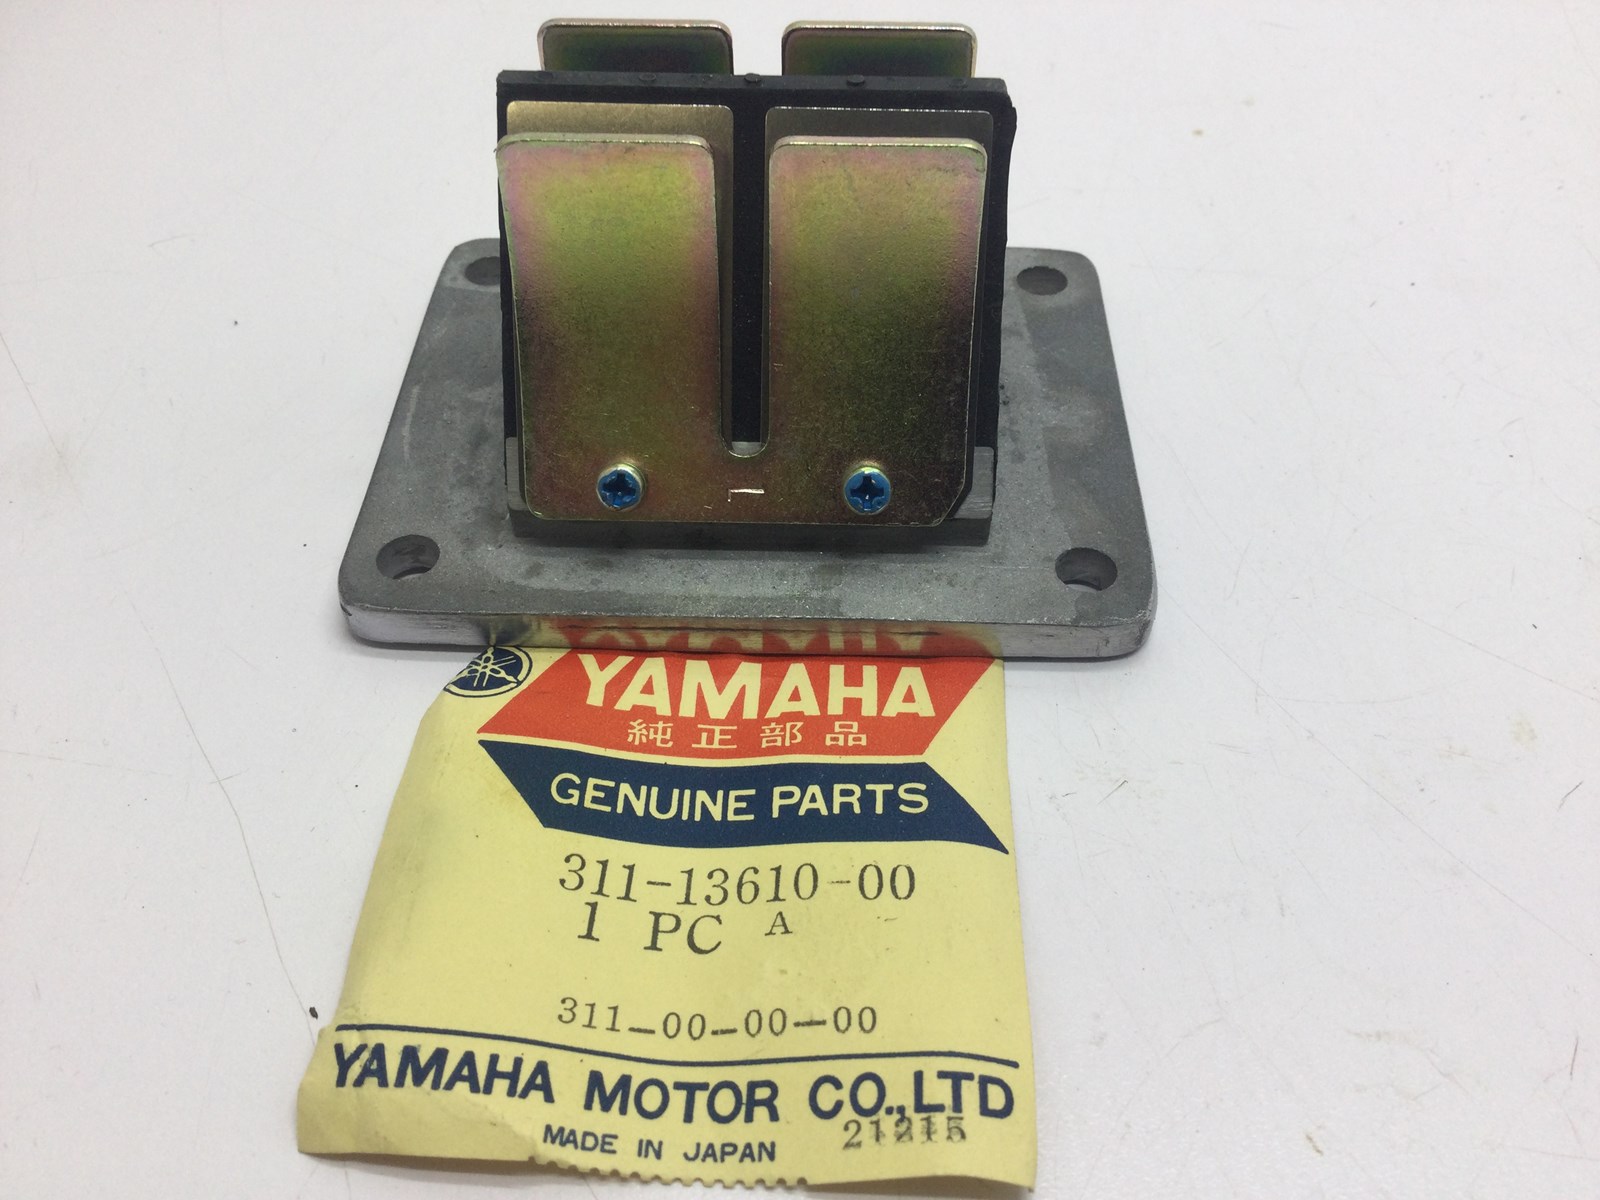 YAMAHA
純正部品
GENUINE PARTS
311-13610-00
1 PC A
311-00-00-00
YAMAHA MOTOR CO.,LTD
MADE IN JAPAN